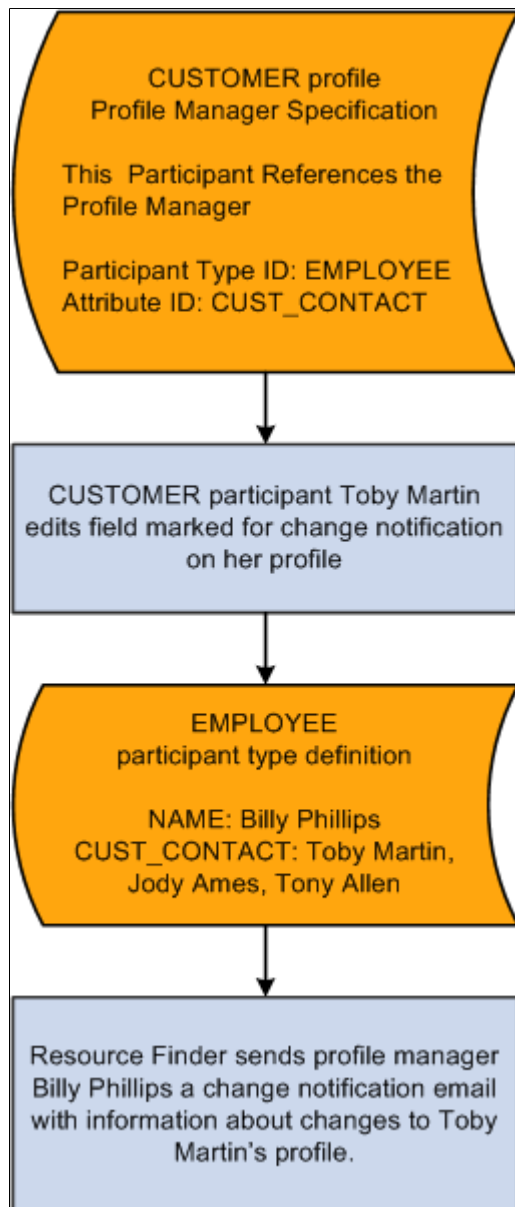 CUSTOMER profile
Profile Manager Specification
This Participant References the
Profile Manager
Participant Type ID: EMPLOYEE
Attribute ID: CUST_CONTACT
CUSTOMER participant Toby Martin
edits field marked for change notification
on her profile
EMPLOYEE
participant type definition
NAME: Billy Phillips
CUST_CONTACT: Toby Martin,
Jody Ames, Tony Allen
Resource Finder sends profile manager
Billy Phillips a change notification email
with information about changes to Toby
Martin's profile.